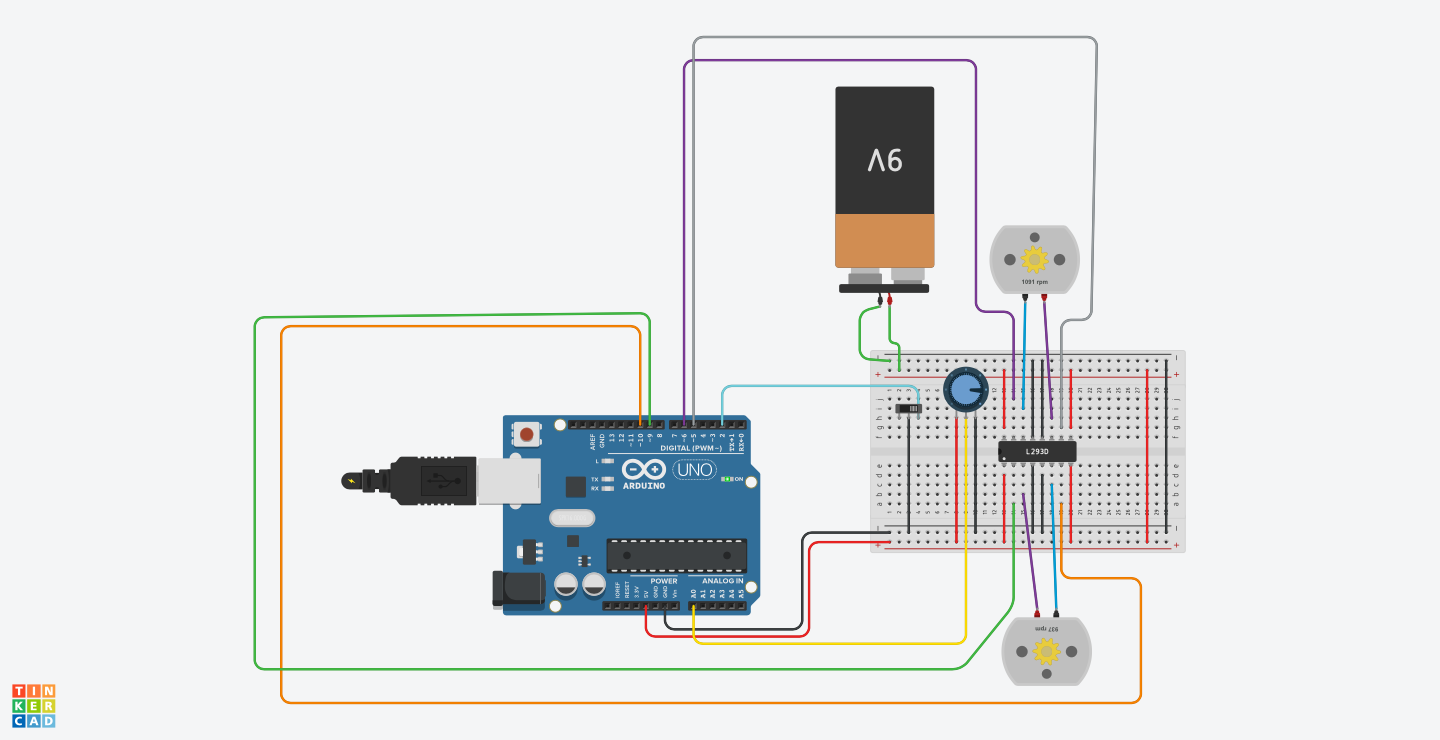 9V
1091 rpm
L293D
AREF
GND
13
12
~11
~10
~9
8
7
~6
~5
4
~3
2
TX→1
RX←0
DIGITAL (PWM~)
L
TX
RX
UNO
ON
ARDUINO
POWER
ANALOG IN
IOREF
RESET
3.3V
5V
GND
GND
Vin
A0
A1
A2
A3
A4
A5
937 rpm
TIN
KER
CAD